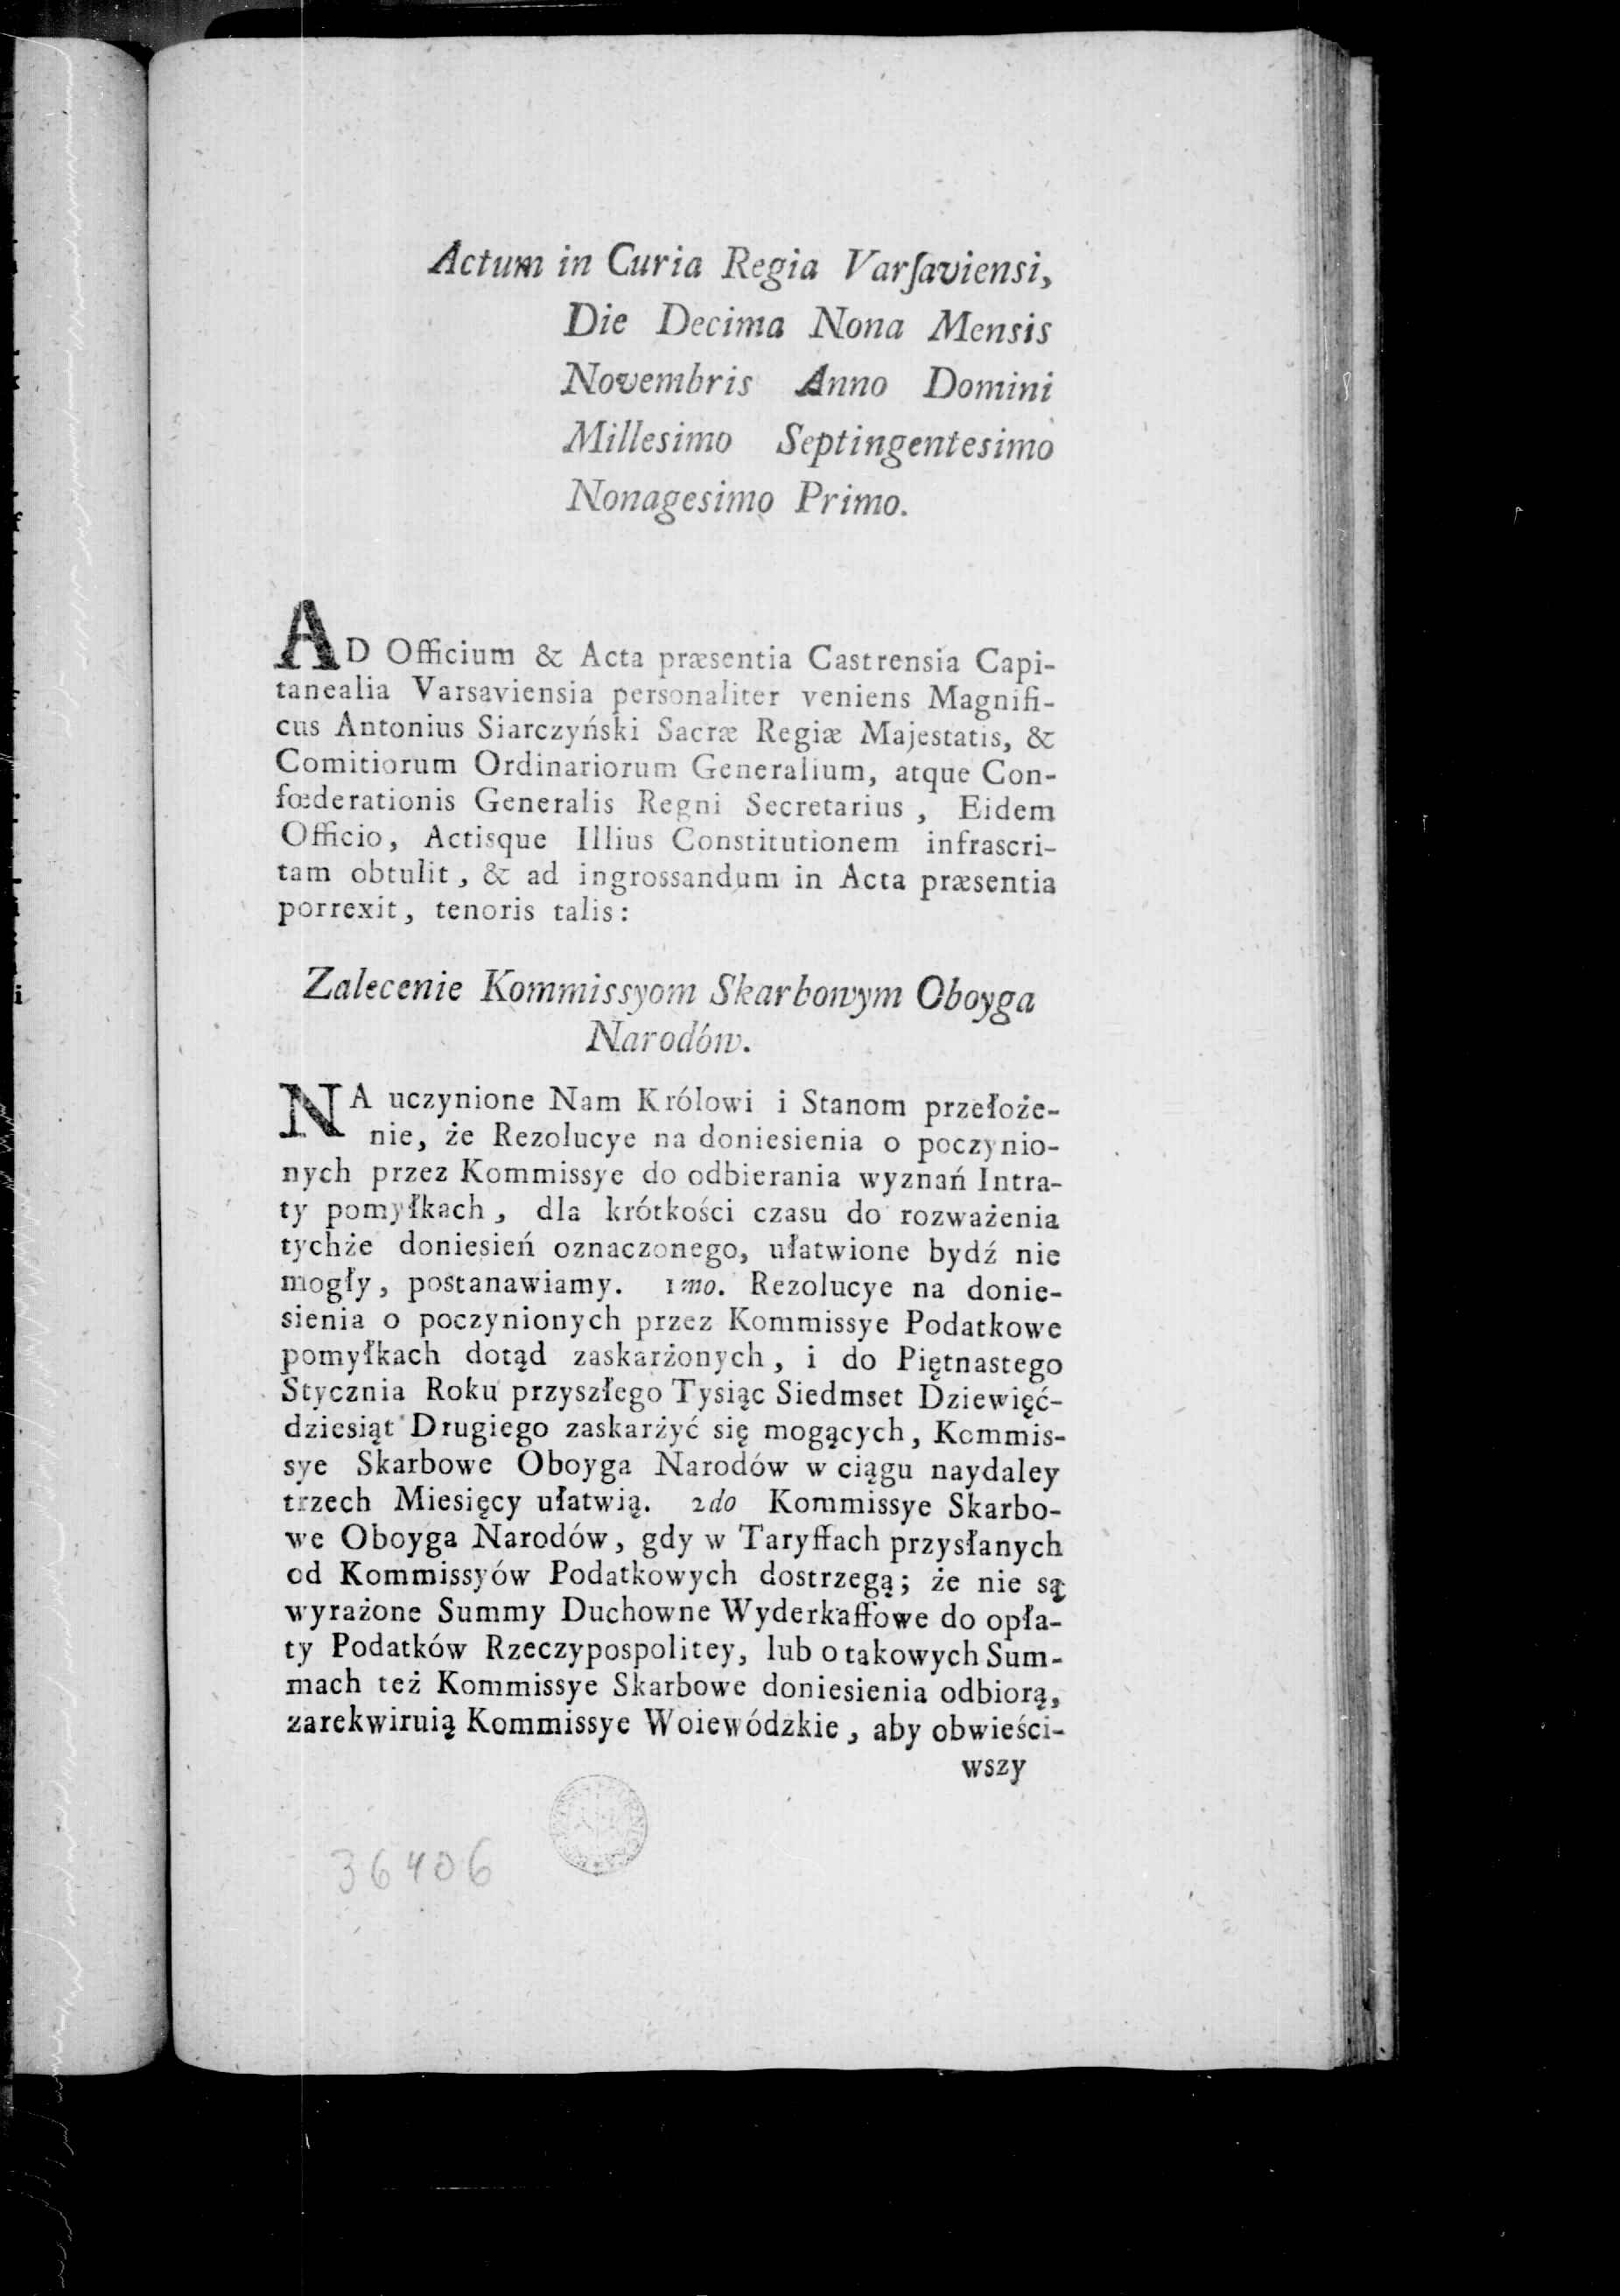 Actum in Curia Regia Varſaviensi,
Die Decima Nona Mensis
Novembris Anno Domini
Millesimo Septingentesimo
Nonagesimo Primo.
AD Officium & Acta præsentia Castrensia Capi-
tanealia Varsaviensia personaliter veniens Magnifi-
cus Antonius Siarczyński Sacræ Regiæ Majestatis, &
Comitiorum Ordinariorum Generalium, atque Con-
fœderationis Generalis Regni Secretarius, Eidem
Officio, Actisque Illius Constitutionem infrascri-
tam obtulit, & ad ingrossandum in Acta præsentia
porrexit, tenoris talis:
Zalecenie Kommissyom Skarbowym Oboyga
Narodów.
NA uczynione Nam Królowi i Stanom przełoże-
nie, że Rezolucye na doniesienia o poczynio-
nych przez Kommissye do odbierania wyznań Intra-
ty pomyłkach, dla krótkości czasu do rozważenia
tychże doniesień oznaczonego, ułatwione bydź nie
mogły, postanawiamy. 1mo. Rezolucye na donie-
sienia o poczynionych przez Kommissye Podatkowe
pomyłkach dotąd zaskarżonych, i do Piętnastego
Stycznia Roku przyszłego Tysiąc Siedmset Dziewięć-
dziesiąt Drugiego zaskarżyć się mogących, Kommis-
sye Skarbowe Oboyga Narodów w ciągu naydaley
trzech Miesięcy ułatwią. 2do Kommissye Skarbo-
we Oboyga Narodów, gdy w Taryffach przysłanych
od Kommissyów Podatkowych dostrzegą; że nie są
wyrażone Summy Duchowne Wyderkaffowe do opła-
ty Podatków Rzeczypospolitey, lub o takowych Sum-
mach też Kommissye Skarbowe doniesienia odbiorą,
zarekwiruią Kommissye Woiewódzkie, aby obwieści-
wszy
36406